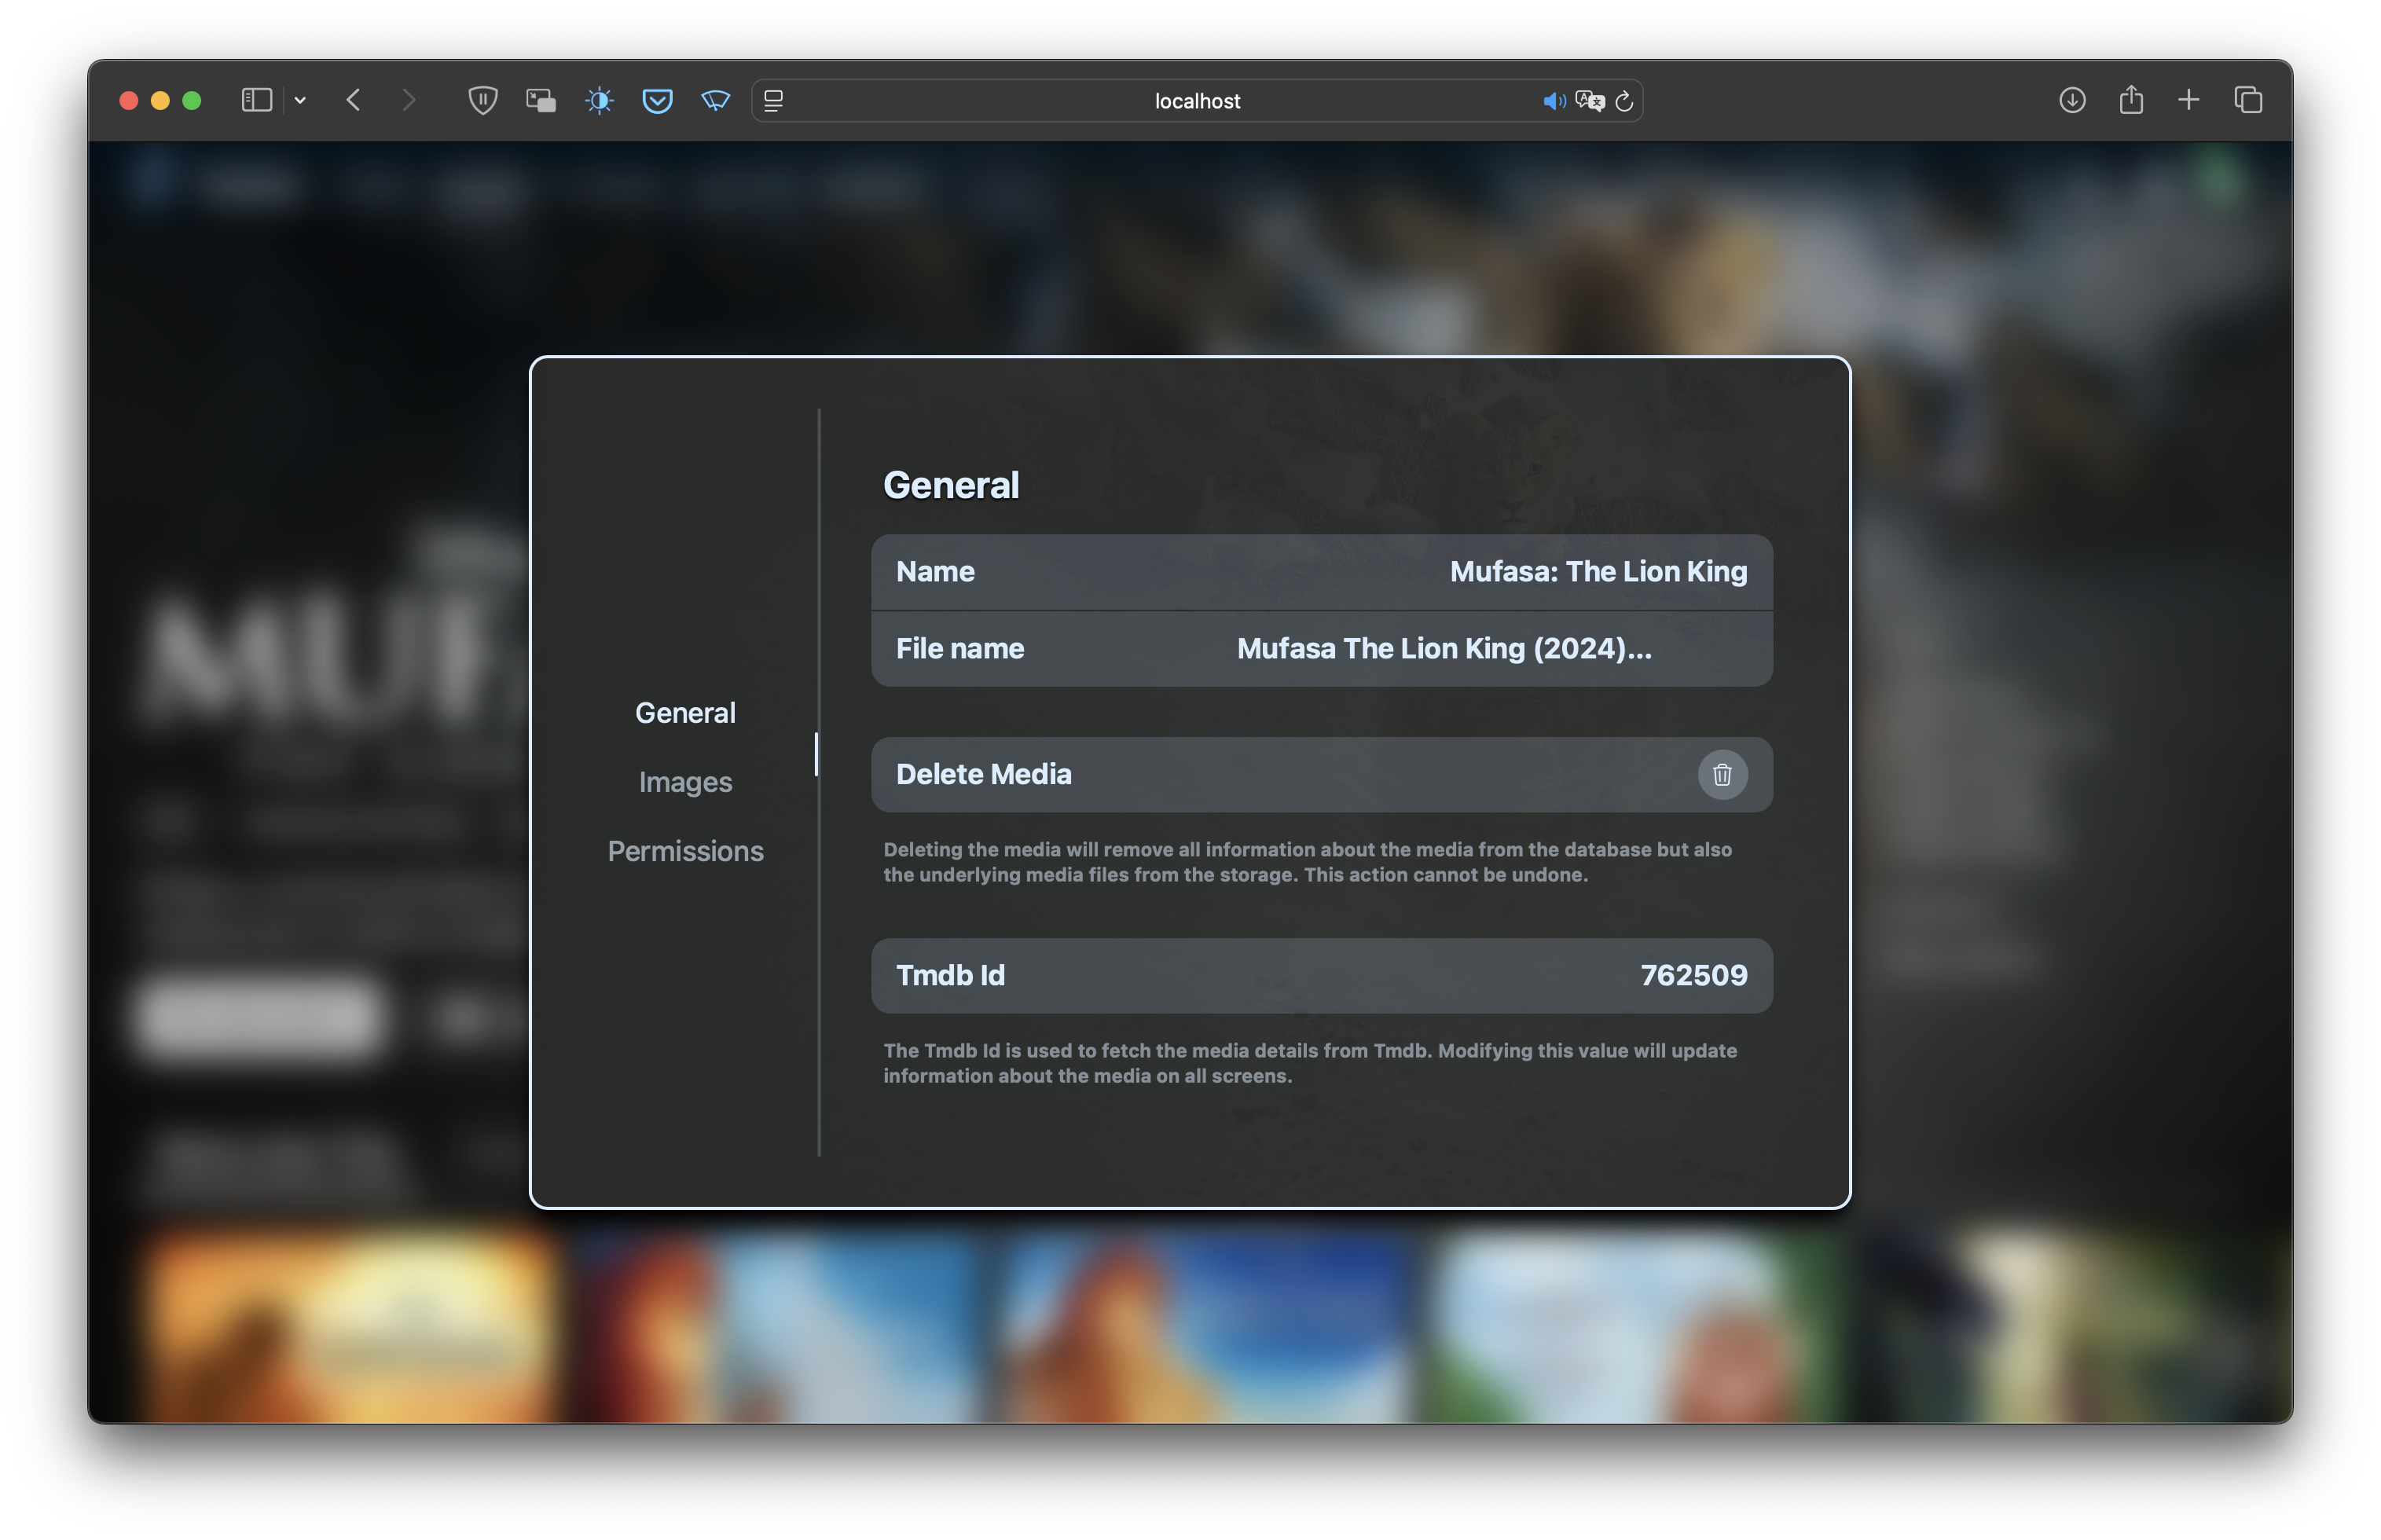 localhost
General
Images
Permissions
General
Name Mufasa: The Lion King
File name Mufasa The Lion King (2024)...
Delete Media
Deleting the media will remove all information about the media from the database but also
the underlying media files from the storage. This action cannot be undone.
Tmdb Id 762509
The Tmdb Id is used to fetch the media details from Tmdb. Modifying this value will update
information about the media on all screens.